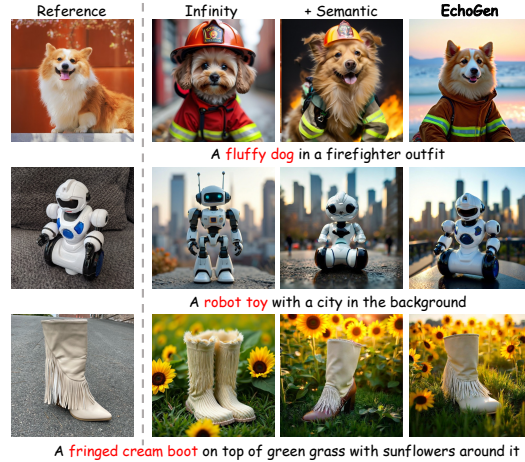 Reference Infinity + Semantic EchoGen
A fluffy dog in a firefighter outfit
A robot toy with a city in the background
A fringed cream boot on top of green grass with sunflowers around it